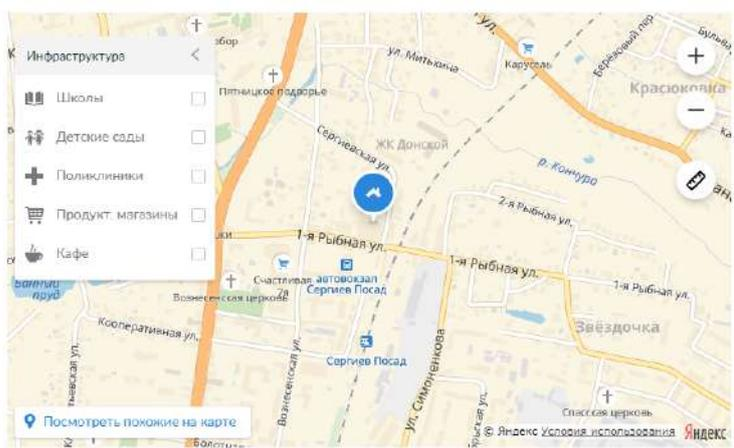 Инфраструктура
Школы
Детские сады
Поликлиники
Продукт. магазины
Кафе
Пятницкое подворье
ул. Митькина
Карусель
Берёзовый пер.
Красюковка
Сергиевская ул.
ЖК Донской
р. Кончура
2-я Рыбная ул.
1-я Рыбная ул.
1-я Рыбная ул.
1-я Рыбная ул.
Счастливая 7я
автовокзал
Сергиев Посад
Вознесенская церковь
пруд
Кооперативная ул.
Звёздочка
Сергиев Посад
Вознесенская ул.
ул. Симоненкова
Спасская церковь
Посмотреть похожие на карте
© Яндекс Условия использования Яндекс